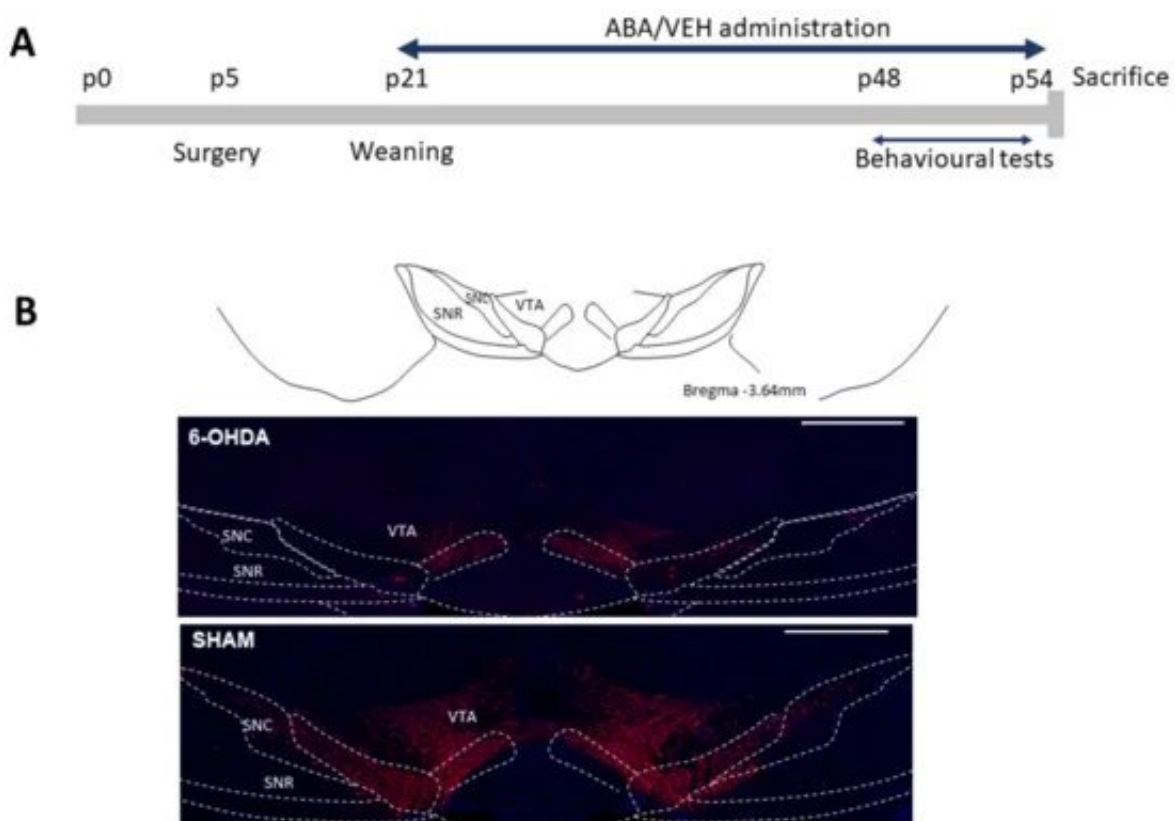 A
ABA/VEH administration
p0 p5 p21 p48 p54 Sacrifice
Surgery Weaning Behavioural tests
B
SNR SNC VTA
Bregma -3.64mm
6-OHDA
VTA
SNC
SNR
SHAM
VTA
SNC
SNR